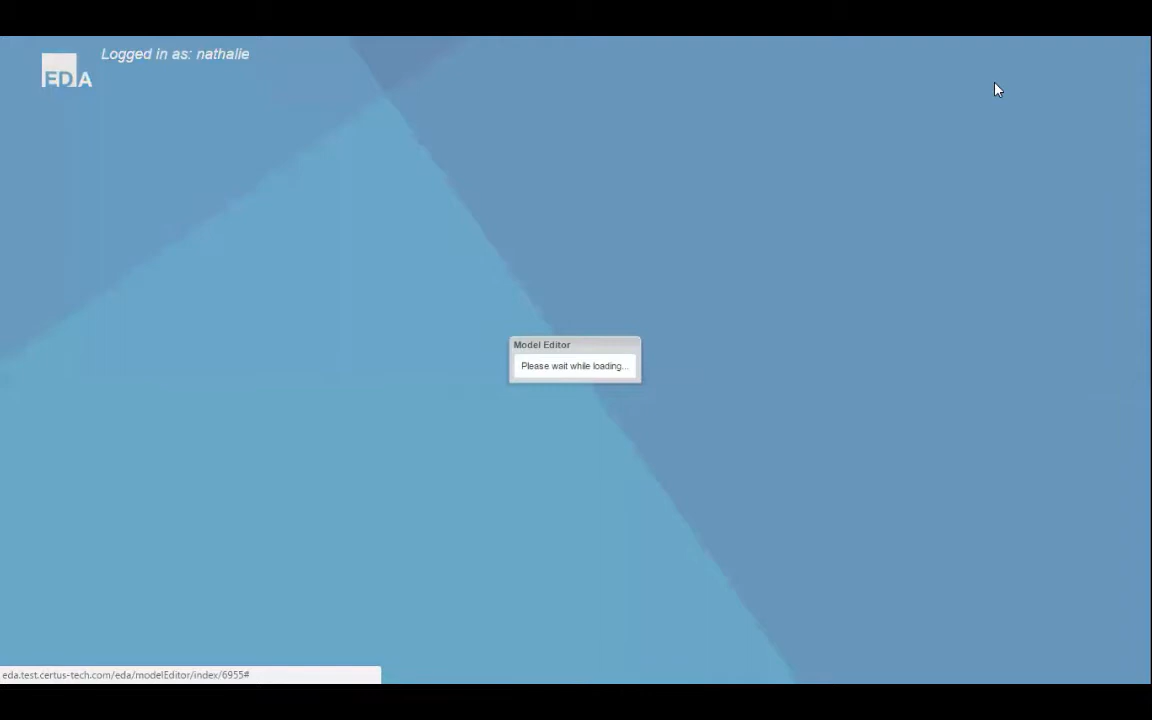 Logged in as: nathalie
EDA
Model Editor
Please wait while loading...
eda.test.certus-tech.com/eda/modelEditor/index/6955#